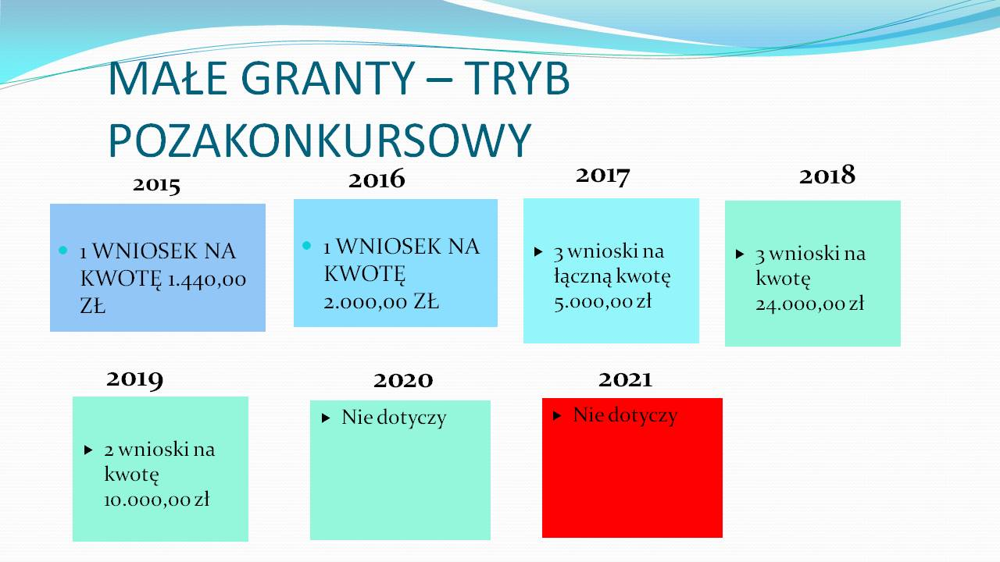 MAŁE GRANTY – TRYB
POZAKONKURSOWY
2015
1 WNIOSEK NA
KWOTĘ 1.440,00
ZŁ
2016
1 WNIOSEK NA
KWOTĘ
2.000,00 ZŁ
2017
3 wnioski na
łączną kwotę
5.000,00 zł
2018
3 wnioski na
kwotę
24.000,00 zł
2019
2 wnioski na
kwotę
10.000,00 zł
2020
Nie dotyczy
2021
Nie dotyczy